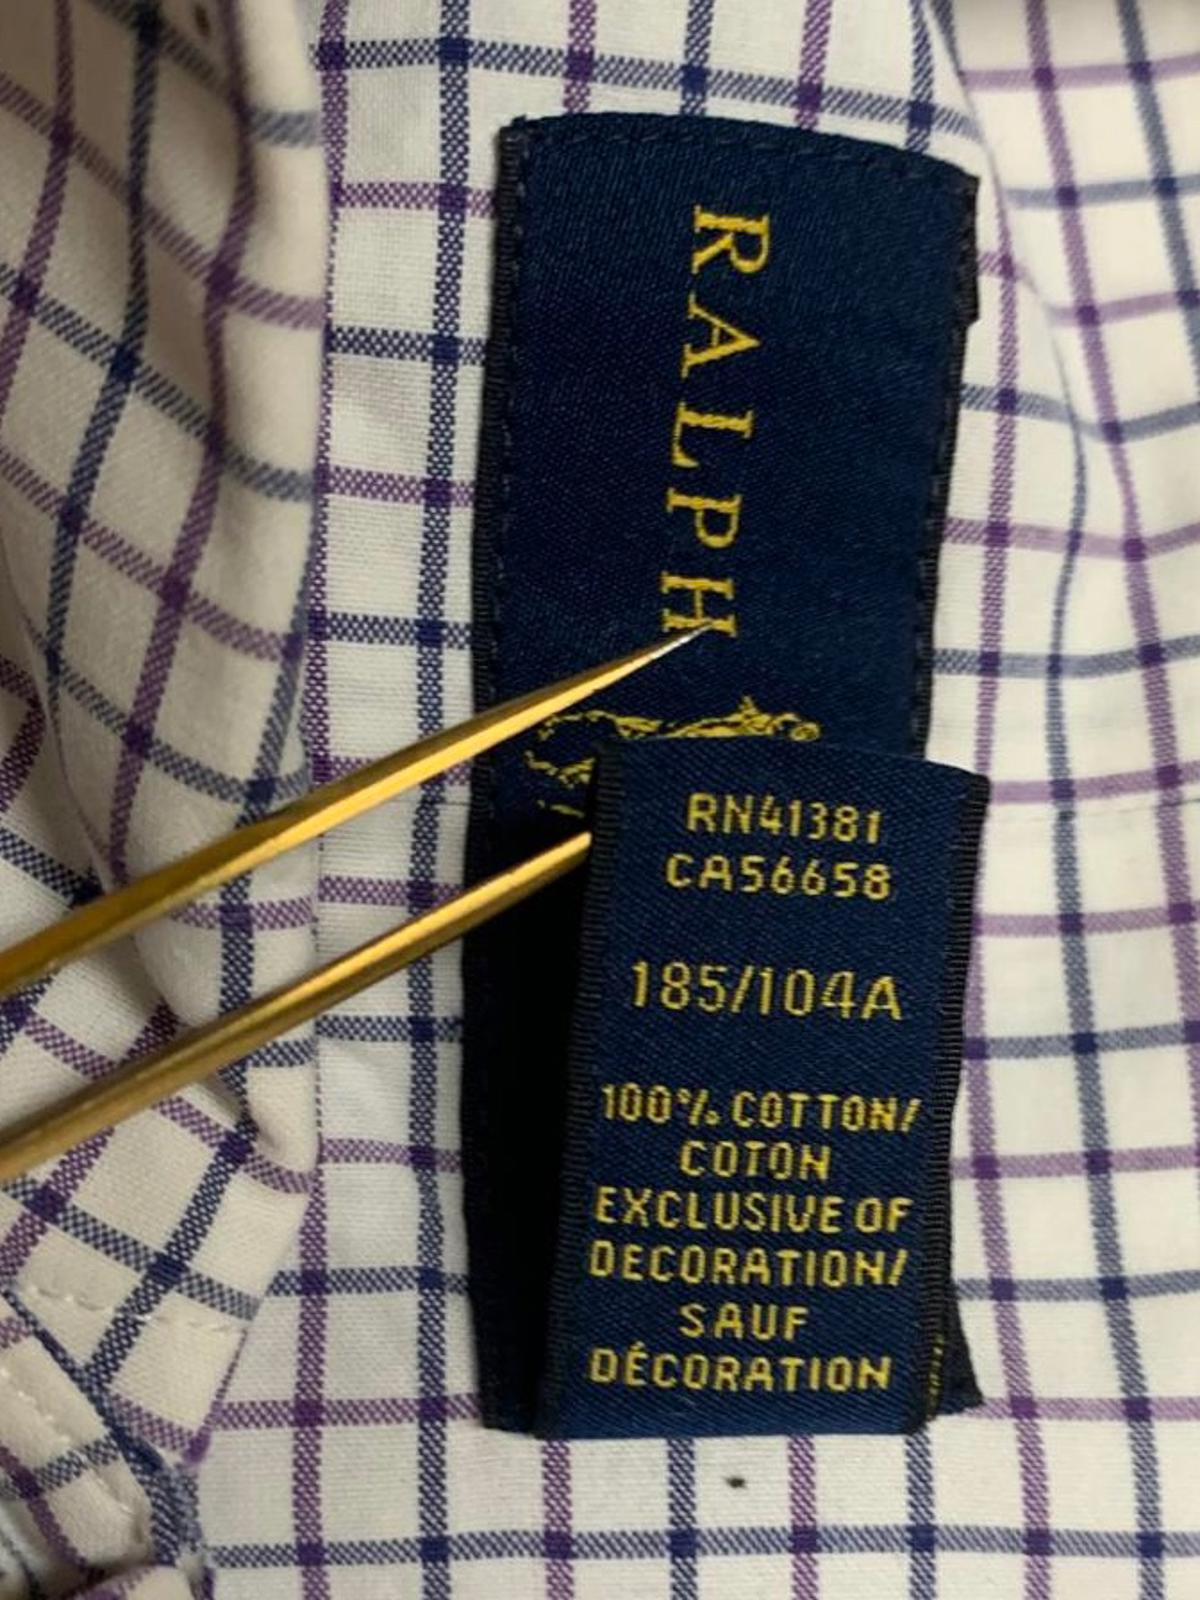 RALPH
RN41381
CA56658
185/104A
100% COTTON/
COTON
EXCLUSIVE OF
DECORATION/
SAUF
DÉCORATION